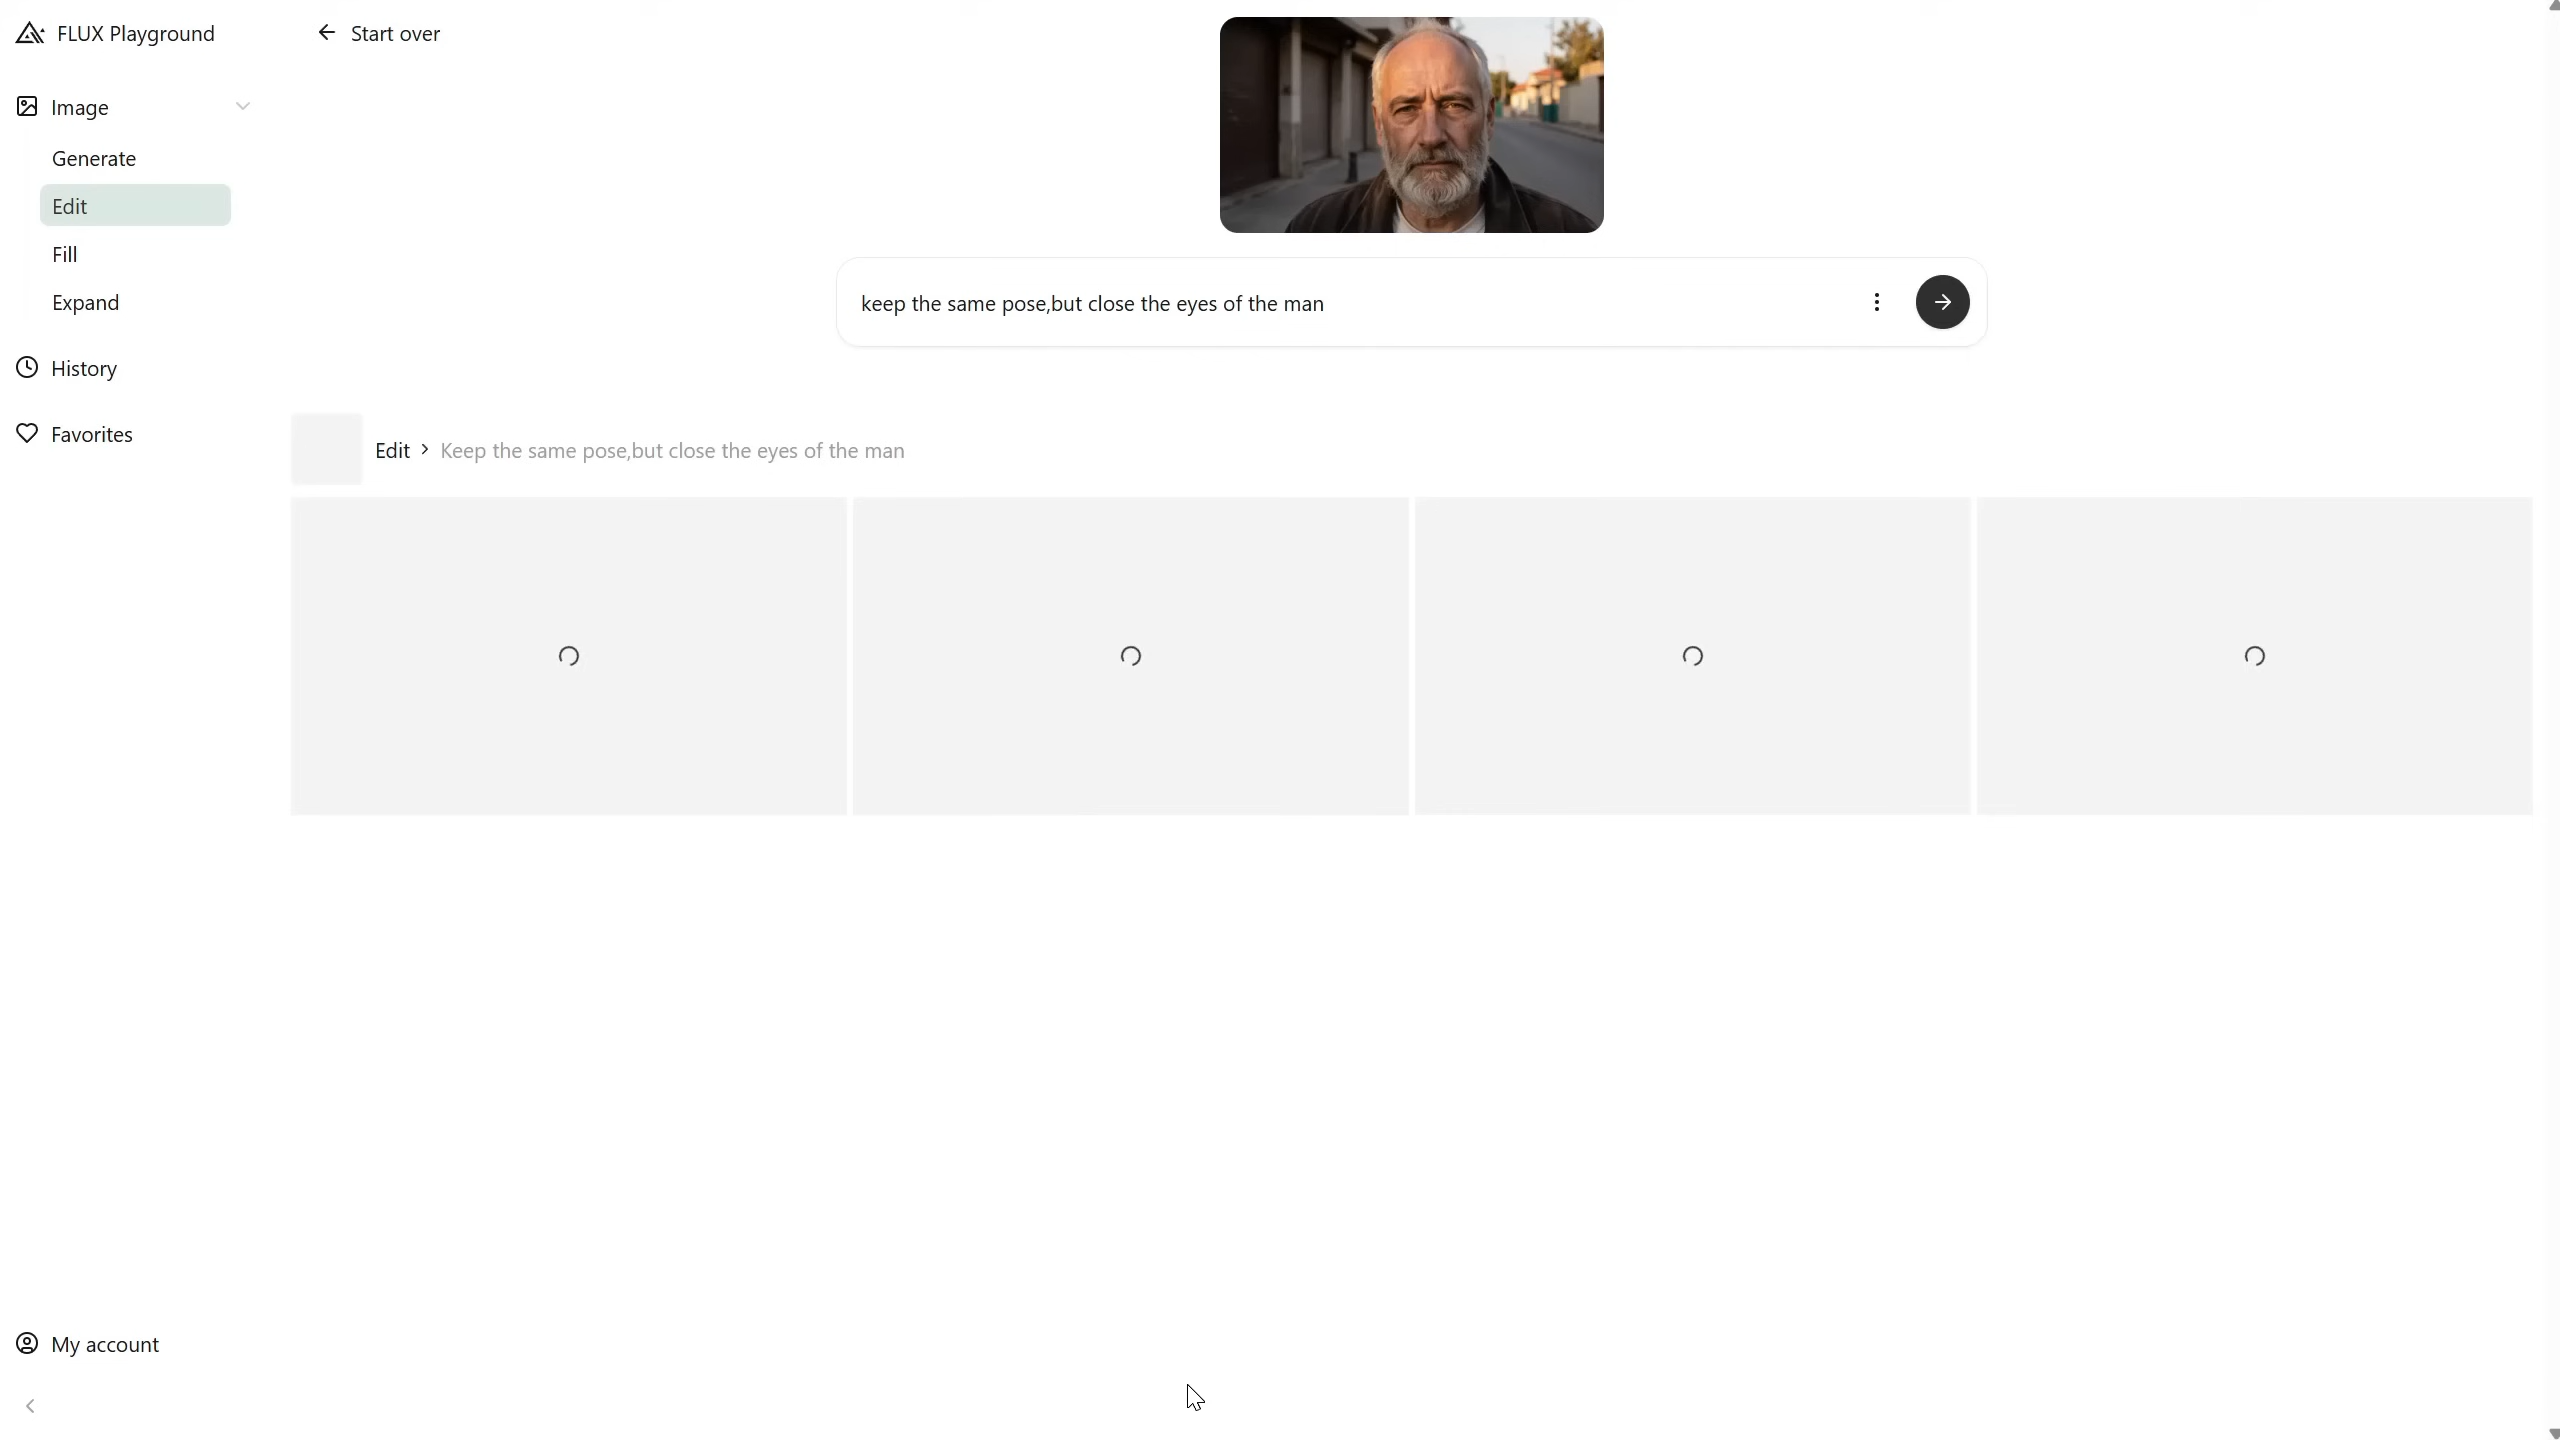 FLUX Playground
Start over
Image
Generate
Edit
Fill
Expand
History
Favorites
keep the same pose,but close the eyes of the man
Edit > Keep the same pose,but close the eyes of the man
My account